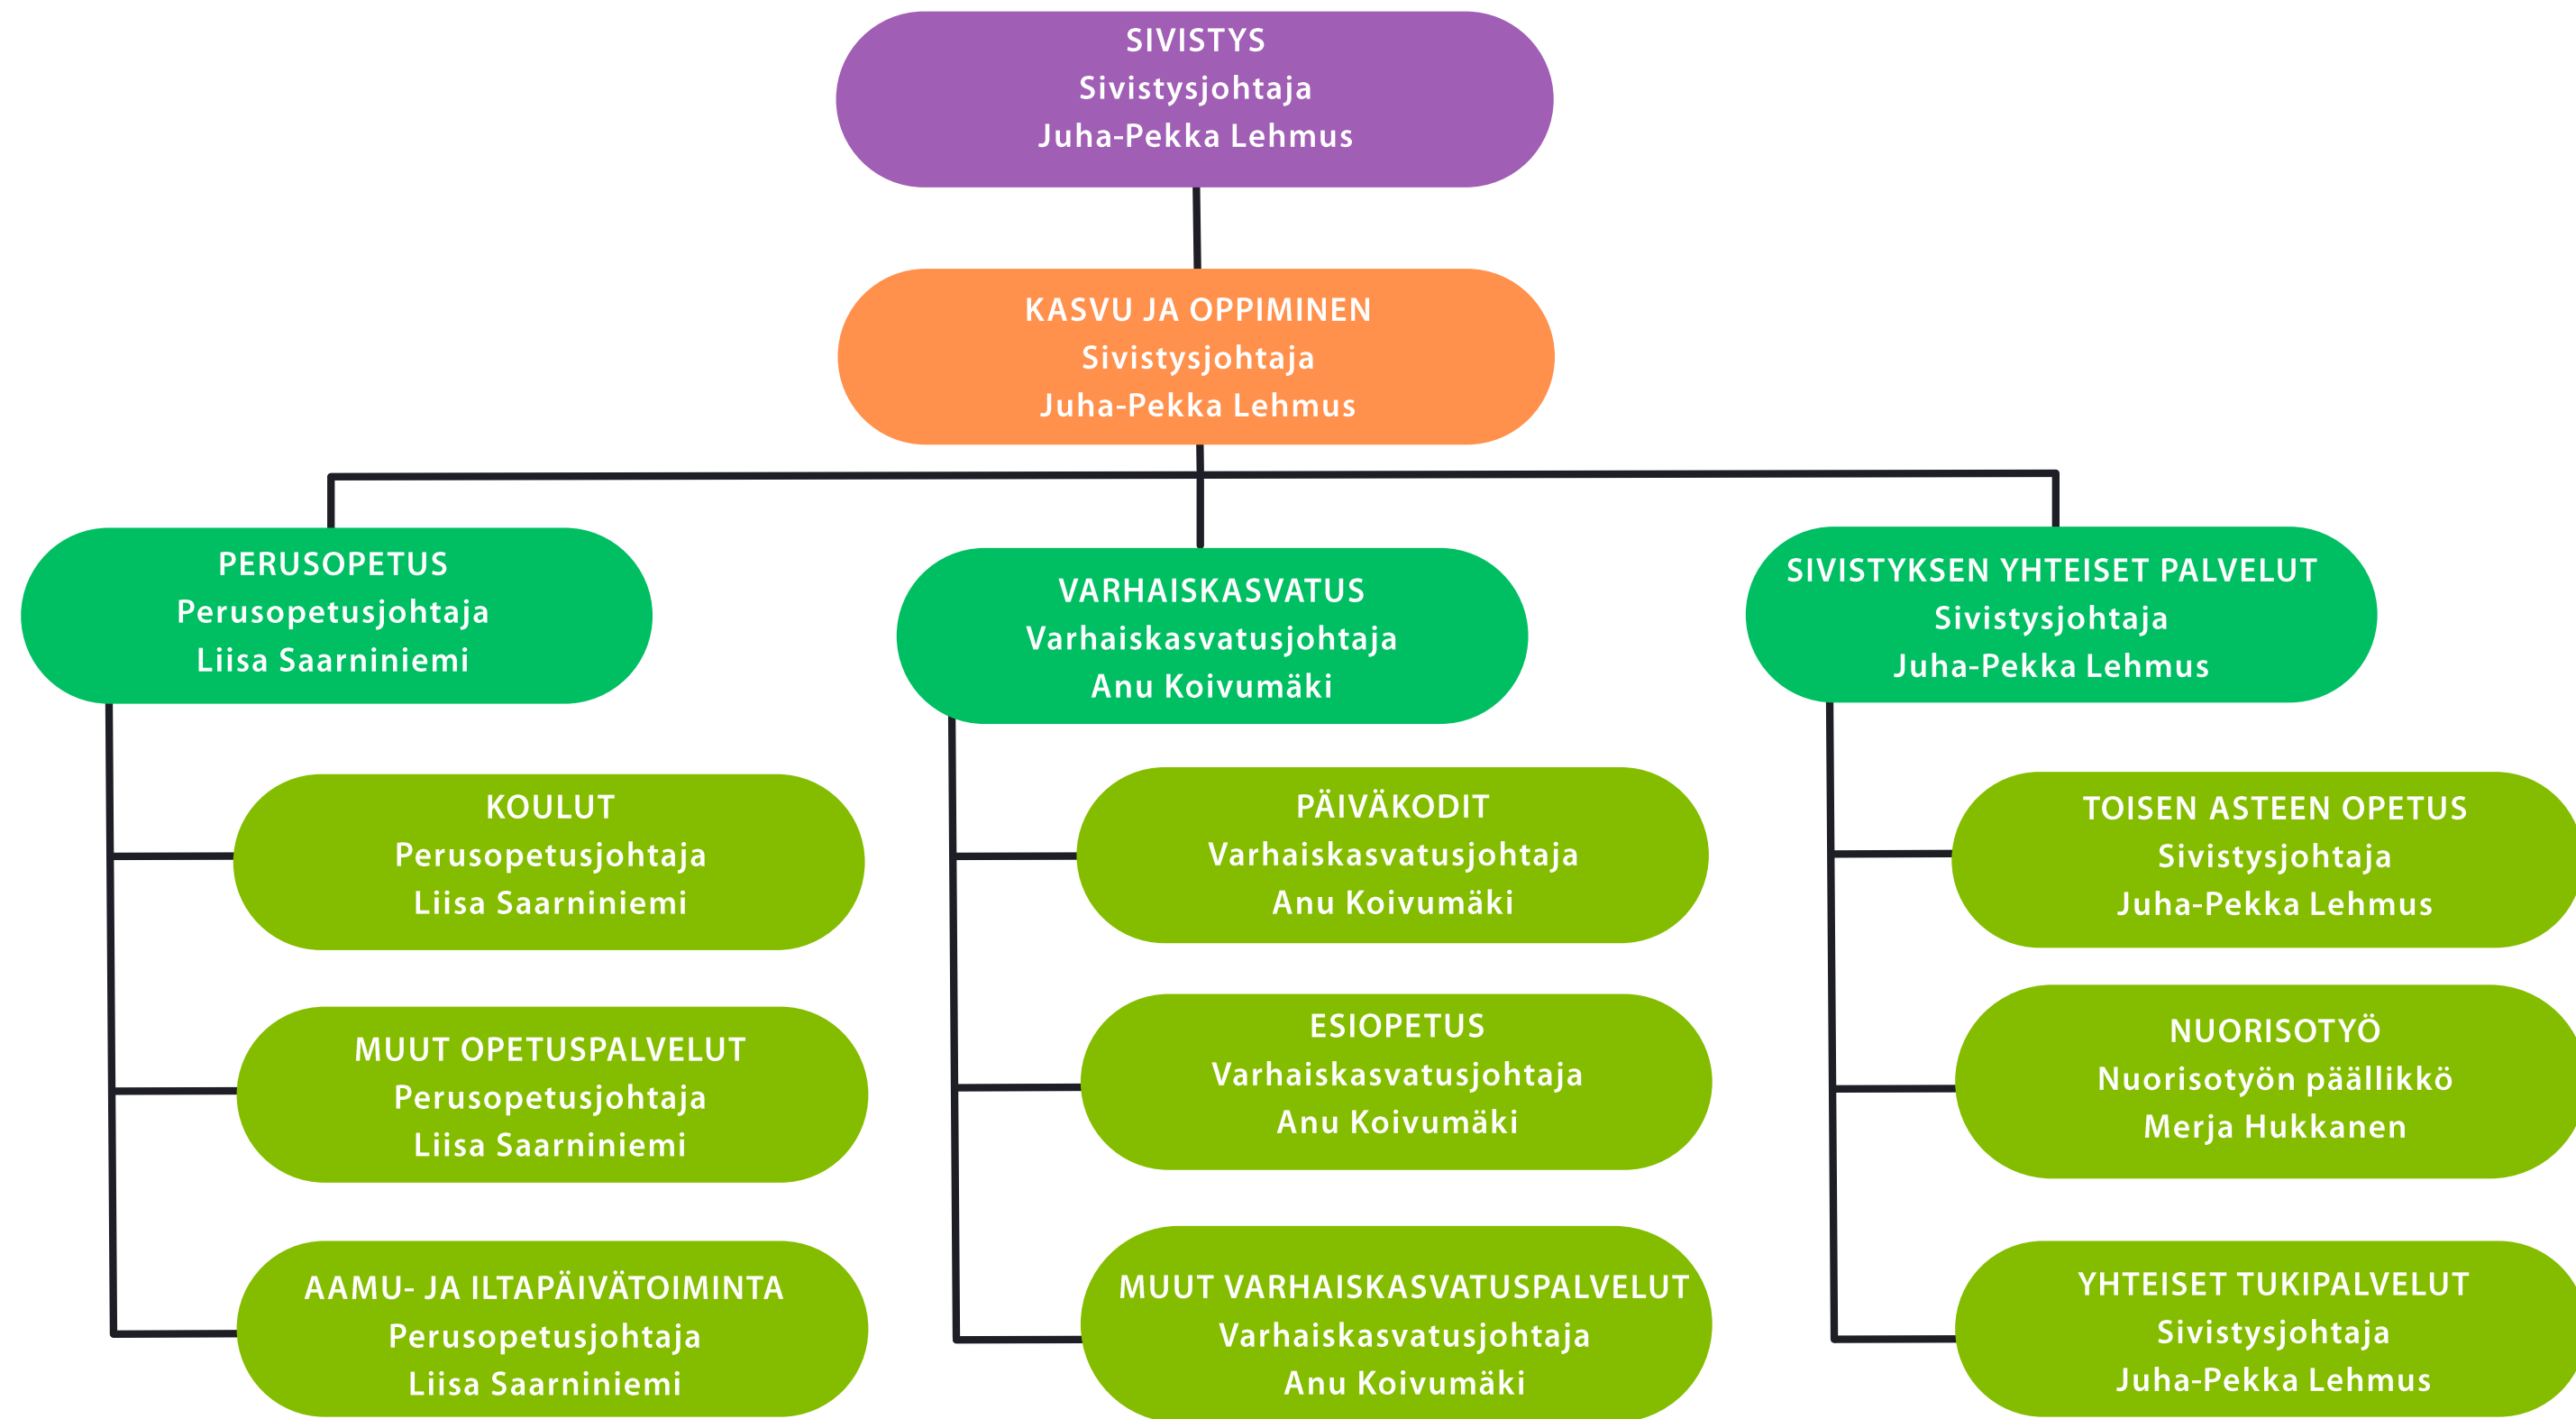 SIVISTYS
Sivistysjohtaja
Juha-Pekka Lehmus
KASVU JA OPPIMINEN
Sivistysjohtaja
Juha-Pekka Lehmus
PERUSOPETUS
Perusopetusjohtaja
Liisa Saarniniemi
KOULUT
Perusopetusjohtaja
Liisa Saarniniemi
MUUT OPETUSPALVELUT
Perusopetusjohtaja
Liisa Saarniniemi
AAMU- JA ILTAPÄIVÄTOIMINTA
Perusopetusjohtaja
Liisa Saarniniemi
VARHAISKASVATUS
Varhaiskasvatusjohtaja
Anu Koivumäki
PÄIVÄKODIT
Varhaiskasvatusjohtaja
Anu Koivumäki
ESIOPETUS
Varhaiskasvatusjohtaja
Anu Koivumäki
MUUT VARHAISKASVATUSPALVELUT
Varhaiskasvatusjohtaja
Anu Koivumäki
SIVISTYKSEN YHTEISET PALVELUT
Sivistysjohtaja
Juha-Pekka Lehmus
TOISEN ASTEEN OPETUS
Sivistysjohtaja
Juha-Pekka Lehmus
NUORISOTYÖ
Nuorisotyön päällikkö
Merja Hukkanen
YHTEISET TUKIPALVELUT
Sivistysjohtaja
Juha-Pekka Lehmus